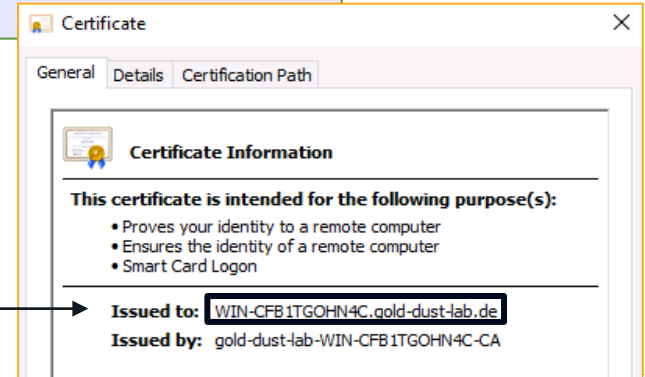 Certificate
General Details Certification Path
Certificate Information
This certificate is intended for the following purpose(s):
• Proves your identity to a remote computer
• Ensures the identity of a remote computer
• Smart Card Logon
Issued to: WIN-CFB1TGOHN4C.gold-dust-lab.de
Issued by: gold-dust-lab-WIN-CFB1TGOHN4C-CA